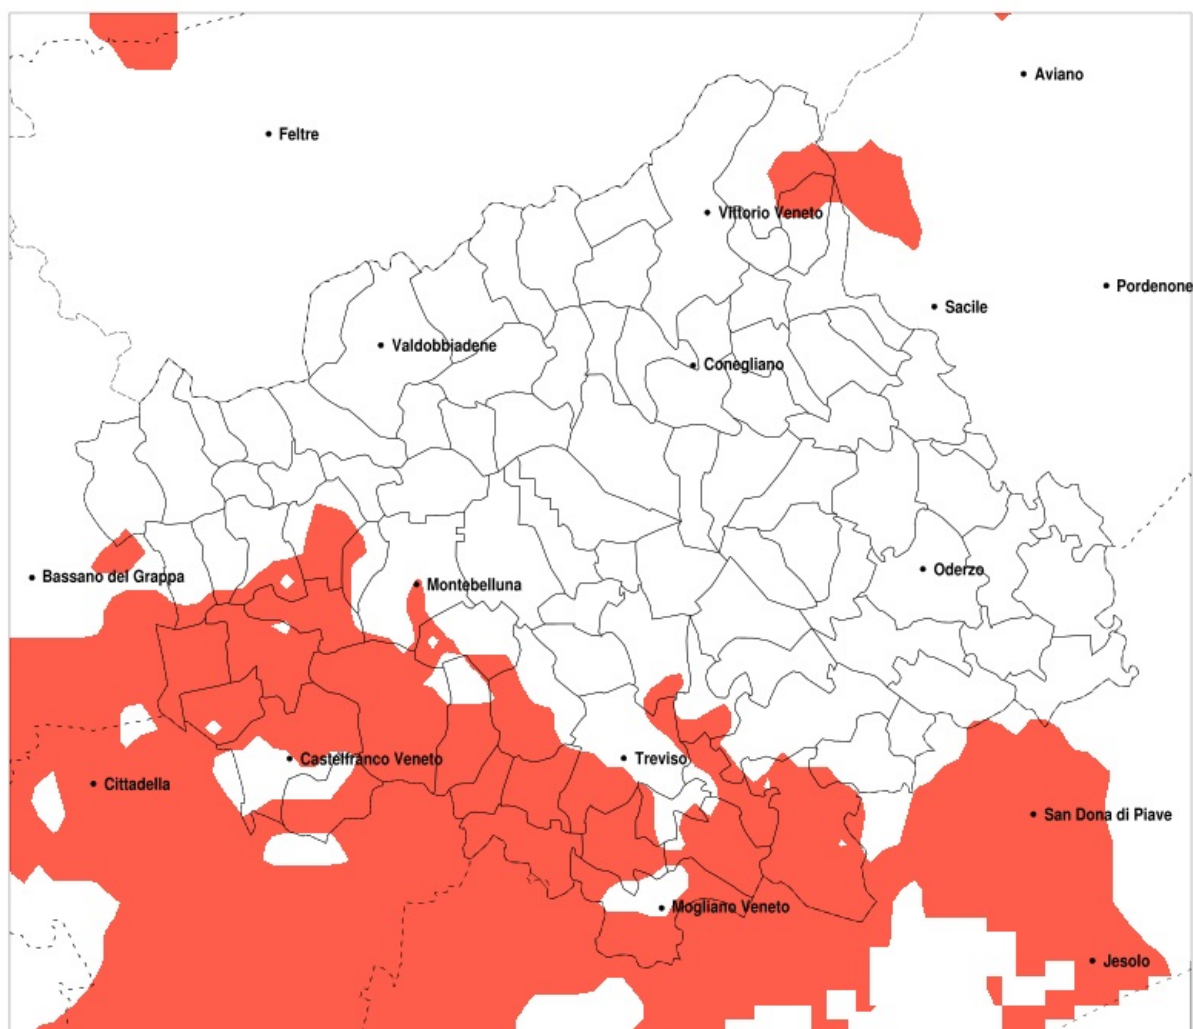 Aviano
Feltre
Vittorio Veneto
Pordenone
Sacile
Valdobbiadene
Conegliano
Oderzo
Bassano del Grappa
Montebelluna
Castelfranco Veneto
Treviso
Cittadella
San Dona di Piave
Mogliano Veneto
Jesolo